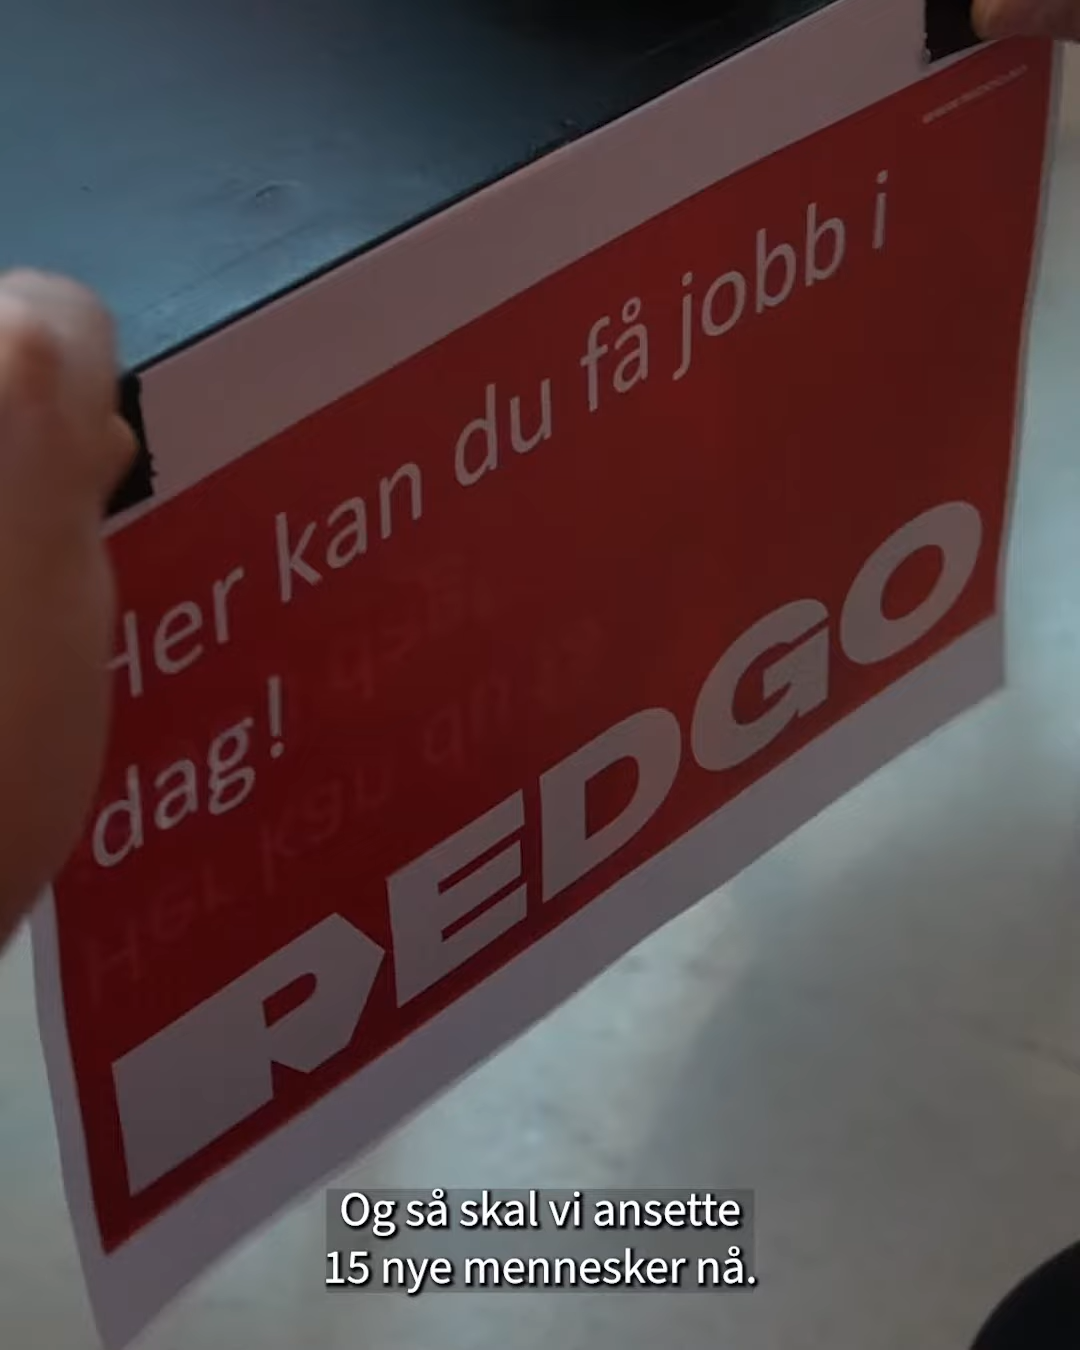 Her kan du få jobb i
dag!
REDGO
Og så skal vi ansette
15 nye mennesker nå.